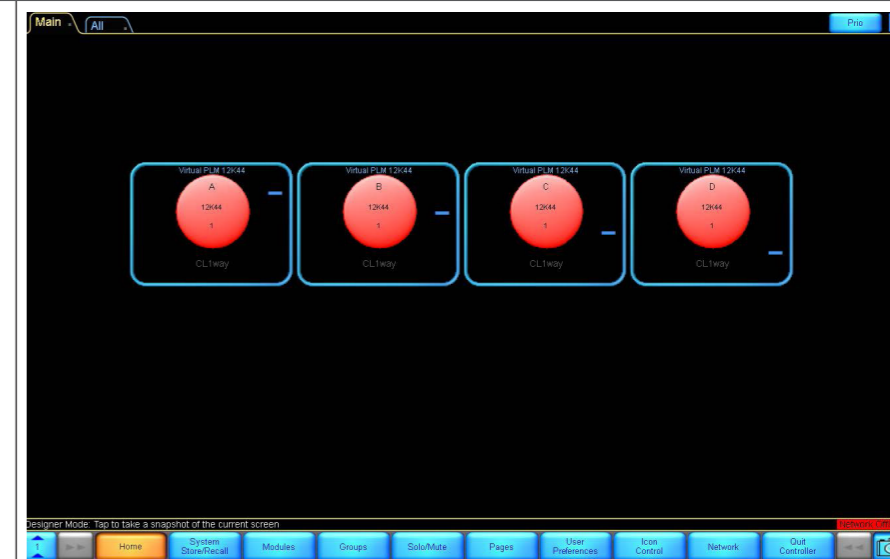 Main
All
Prio
Virtual PLM 12K44
A
12K44
1
CL1way
Virtual PLM 12K44
B
12K44
1
CL1way
Virtual PLM 12K44
C
12K44
1
CL1way
Virtual PLM 12K44
D
12K44
1
CL1way
Designer Mode: Tap to take a snapshot of the current screen
Network
1
Home
System
Store/Recall
Modules
Groups
Solo/Mute
Pages
User
Preferences
Icon
Control
Network
Quit
Controller